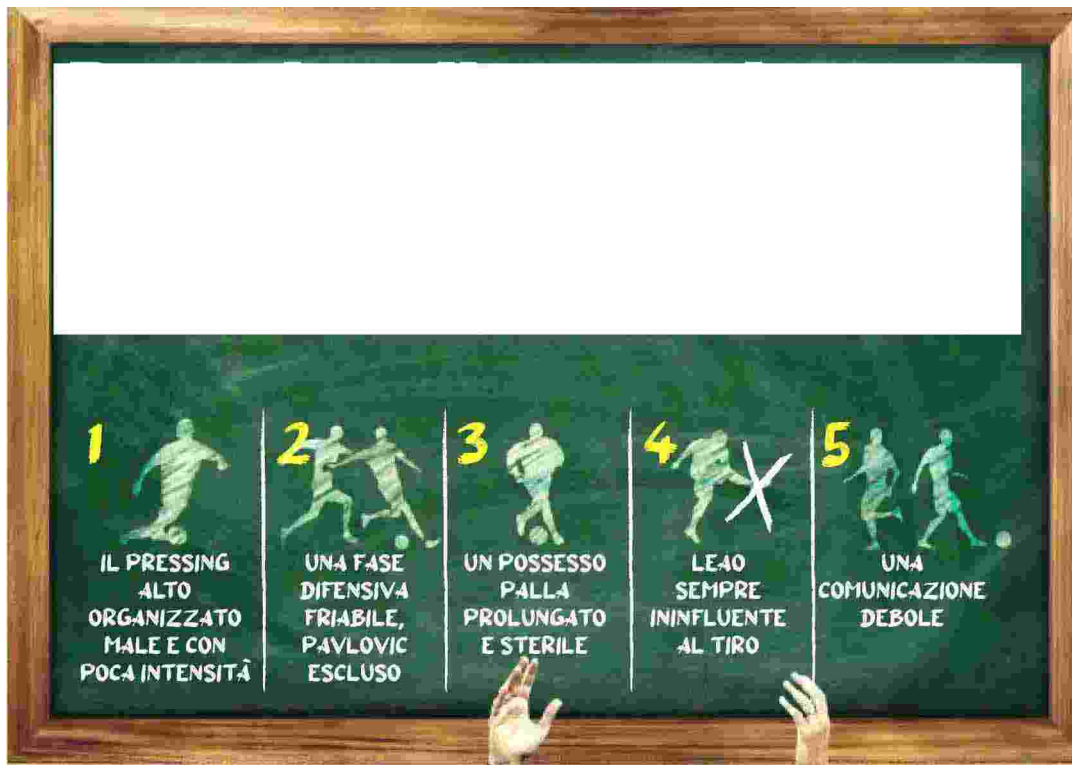 1
IL PRESSING
ALTO
ORGANIZZATO
MALE E CON
POCA INTENSITÃ
2
UNA FASE
DIFENSIVA
FRIABILE,
PAVLOVIC
ESCLUSO
3
UN POSSESSO
PALLA
PROLUNGATO
E STERILE
4
LEAO
SEMPRE
ININFLUENTE
AL TIRO
5
UNA
COMUNICAZIONE
DEBOLE